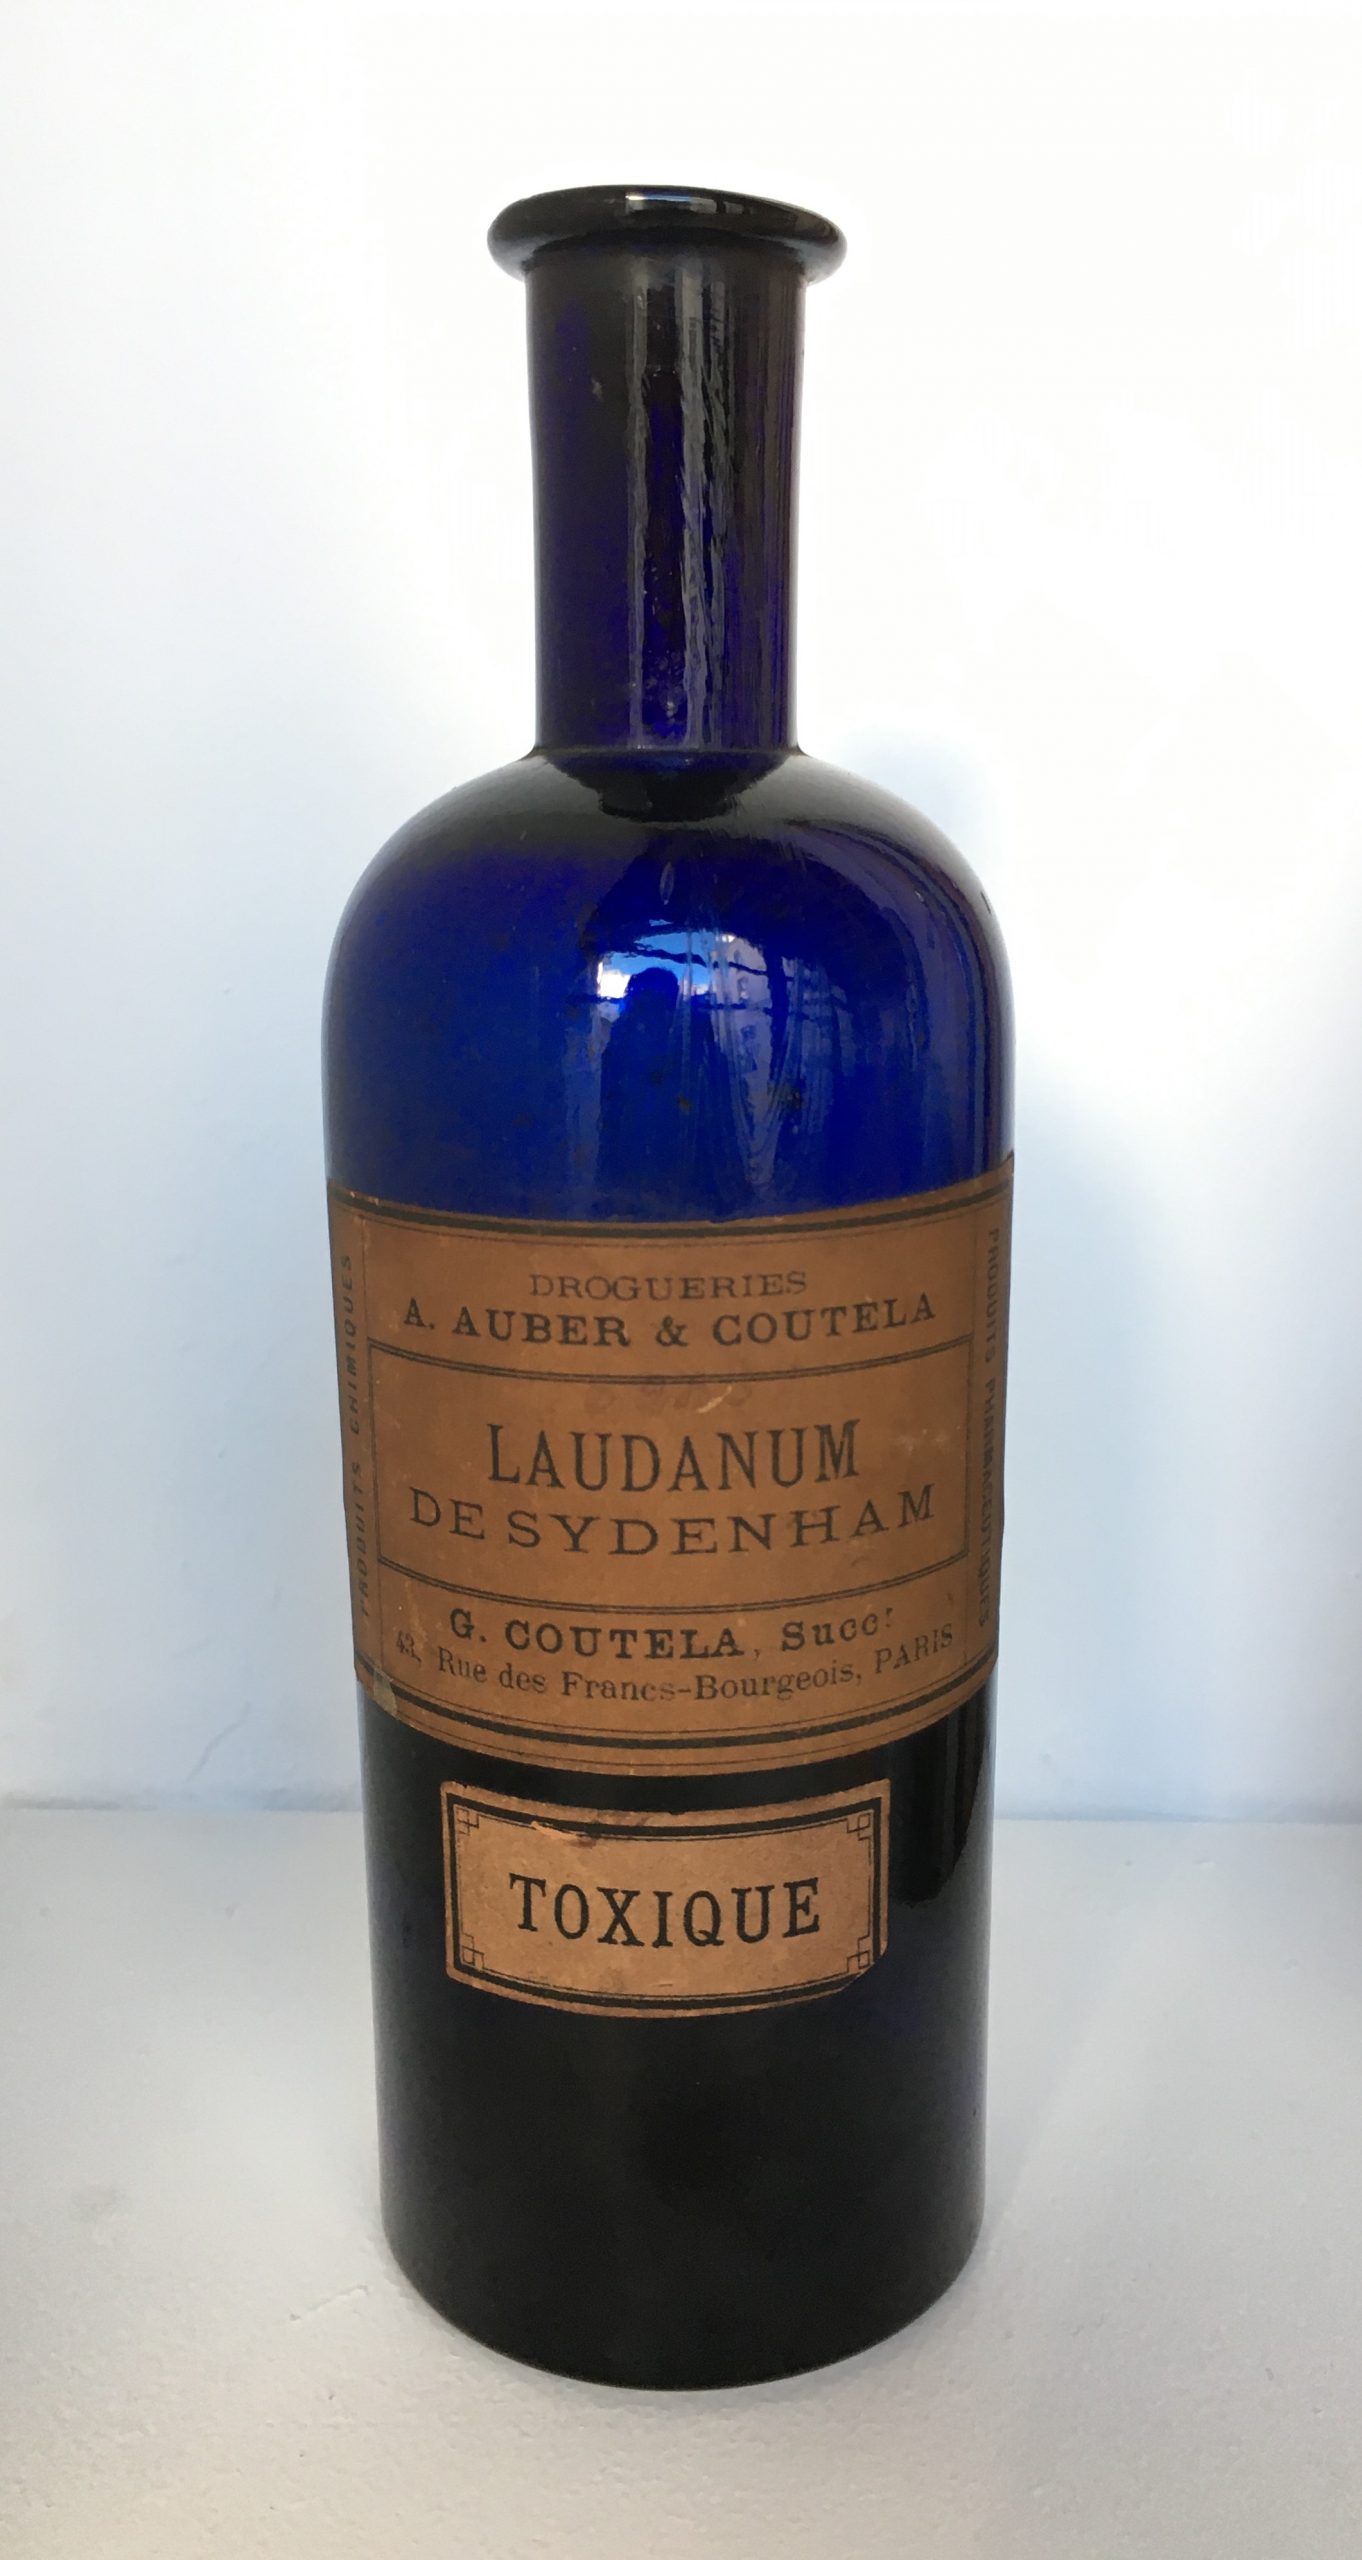 DROGUERIES
A. AUBER & COUTELA
LAUDANUM
DE SYDENHAM
G. COUTELA, Succr
43, Rue des Francs-Bourgeois, PARIS
PRODUITS CHIMIQUES
PRODUITS PHARMACEUTIQUES
TOXIQUE